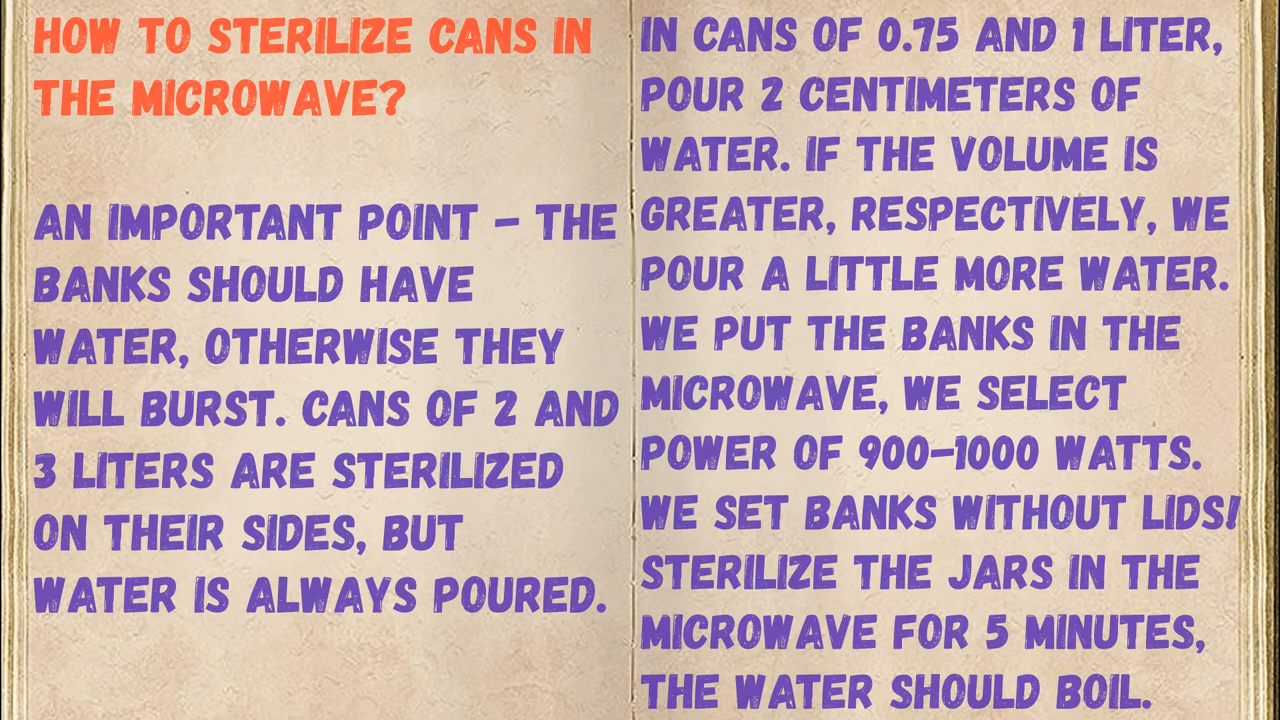 HOW TO STERILIZE CANS IN
THE MICROWAVE?
AN IMPORTANT POINT - THE
BANKS SHOULD HAVE
WATER, OTHERWISE THEY
WILL BURST. CANS OF 2 AND
3 LITERS ARE STERILIZED
ON THEIR SIDES, BUT
WATER IS ALWAYS POURED.
IN CANS OF 0.75 AND 1 LITER,
POUR 2 CENTIMETERS OF
WATER. IF THE VOLUME IS
GREATER, RESPECTIVELY, WE
POUR A LITTLE MORE WATER.
WE PUT THE BANKS IN THE
MICROWAVE, WE SELECT
POWER OF 900-1000 WATTS.
WE SET BANKS WITHOUT LIDS!
STERILIZE THE JARS IN THE
MICROWAVE FOR 5 MINUTES,
THE WATER SHOULD BOIL.